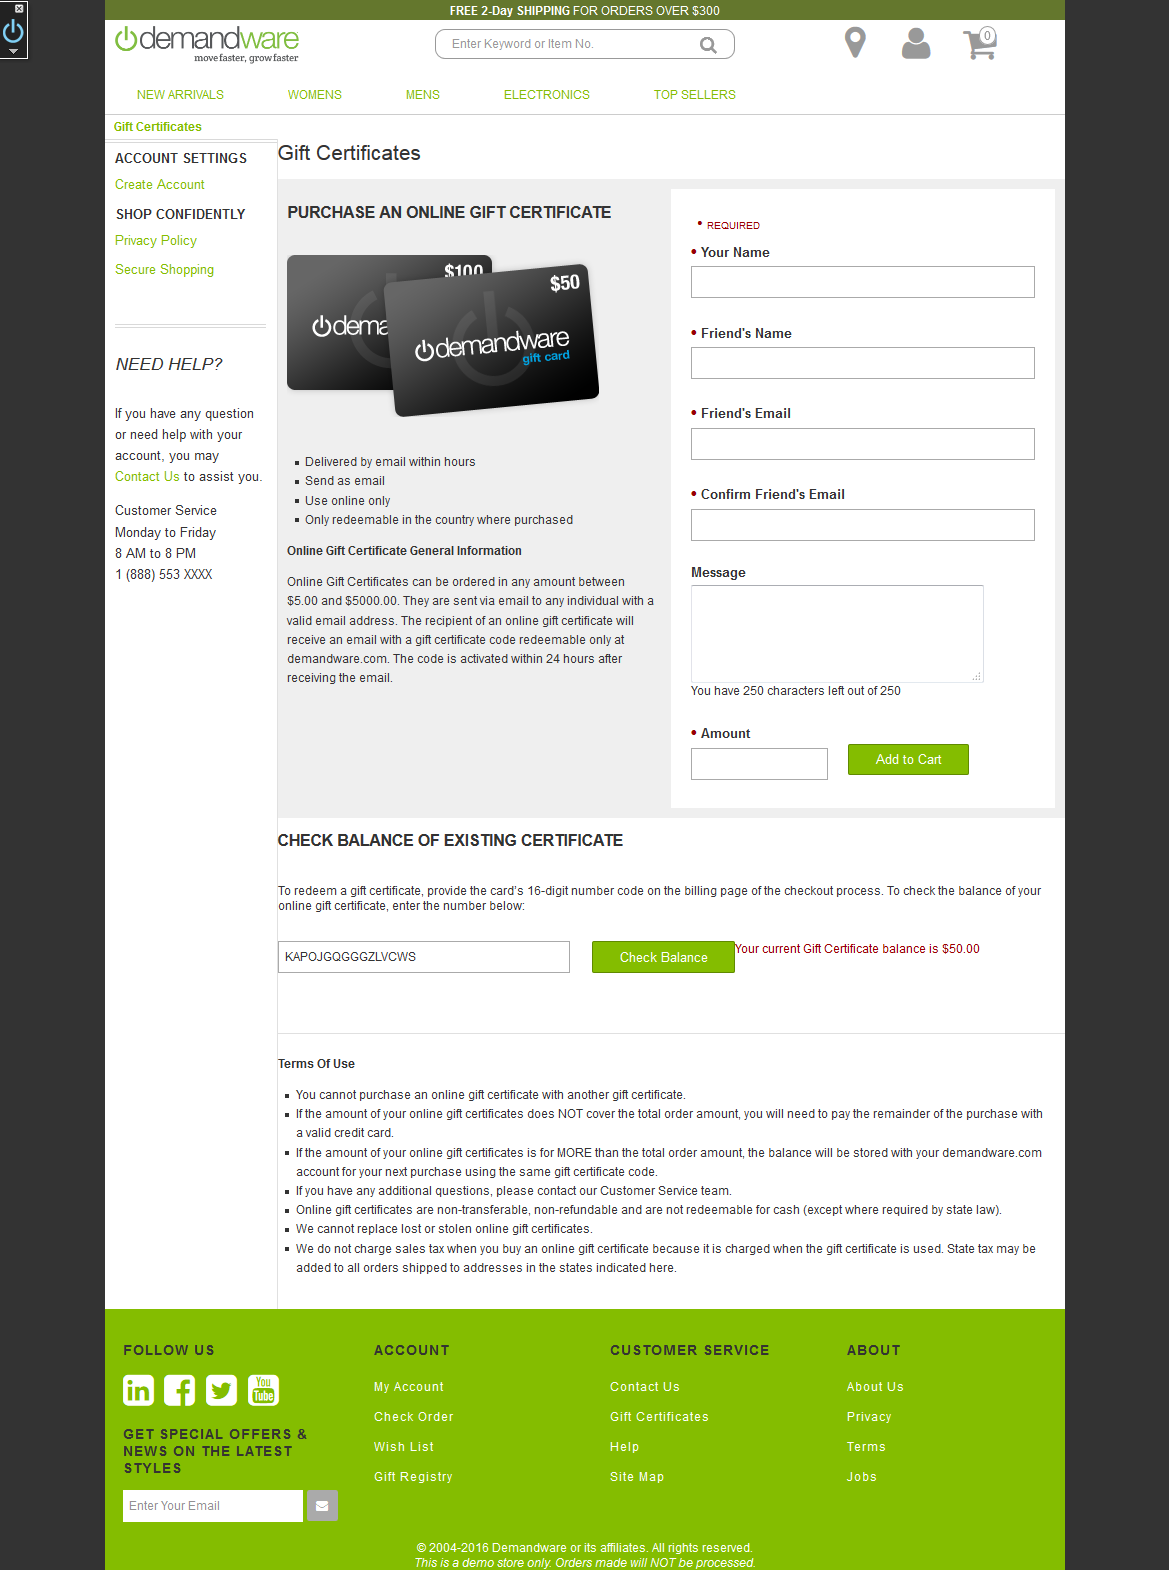 FREE 2-Day SHIPPING FOR ORDERS OVER $300
demandware
move faster, grow faster
Enter Keyword or Item No.
0
NEW ARRIVALS
WOMENS
MENS
ELECTRONICS
TOP SELLERS
Gift Certificates
ACCOUNT SETTINGS
Create Account
SHOP CONFIDENTLY
Privacy Policy
Secure Shopping
NEED HELP?
If you have any question
or need help with your
account, you may
Contact Us to assist you.
Customer Service
Monday to Friday
8 AM to 8 PM
1 (888) 553 XXXX
Gift Certificates
PURCHASE AN ONLINE GIFT CERTIFICATE
$100
dema
$50
demandware
gift card
Delivered by email within hours
Send as email
Use online only
Only redeemable in the country where purchased
Online Gift Certificate General Information
Online Gift Certificates can be ordered in any amount between
$5.00 and $5000.00. They are sent via email to any individual with a
valid email address. The recipient of an online gift certificate will
receive an email with a gift certificate code redeemable only at
demandware.com. The code is activated within 24 hours after
receiving the email.
• REQUIRED
• Your Name
• Friend's Name
• Friend's Email
• Confirm Friend's Email
Message
You have 250 characters left out of 250
• Amount
Add to Cart
CHECK BALANCE OF EXISTING CERTIFICATE
To redeem a gift certificate, provide the card's 16-digit number code on the billing page of the checkout process. To check the balance of your
online gift certificate, enter the number below:
KAPOJGQGGGZLVCWS
Check Balance
Your current Gift Certificate balance is $50.00
Terms Of Use
You cannot purchase an online gift certificate with another gift certificate.
If the amount of your online gift certificates does NOT cover the total order amount, you will need to pay the remainder of the purchase with
a valid credit card.
If the amount of your online gift certificates is for MORE than the total order amount, the balance will be stored with your demandware.com
account for your next purchase using the same gift certificate code.
If you have any additional questions, please contact our Customer Service team.
Online gift certificates are non-transferable, non-refundable and are not redeemable for cash (except where required by state law).
We cannot replace lost or stolen online gift certificates.
We do not charge sales tax when you buy an online gift certificate because it is charged when the gift certificate is used. State tax may be
added to all orders shipped to addresses in the states indicated here.
FOLLOW US
in
f
You
Tube
GET SPECIAL OFFERS &
NEWS ON THE LATEST
STYLES
Enter Your Email
ACCOUNT
My Account
Check Order
Wish List
Gift Registry
CUSTOMER SERVICE
Contact Us
Gift Certificates
Help
Site Map
ABOUT
About Us
Privacy
Terms
Jobs
© 2004-2016 Demandware or its affiliates. All rights reserved.
This is a demo store only. Orders made will NOT be processed.